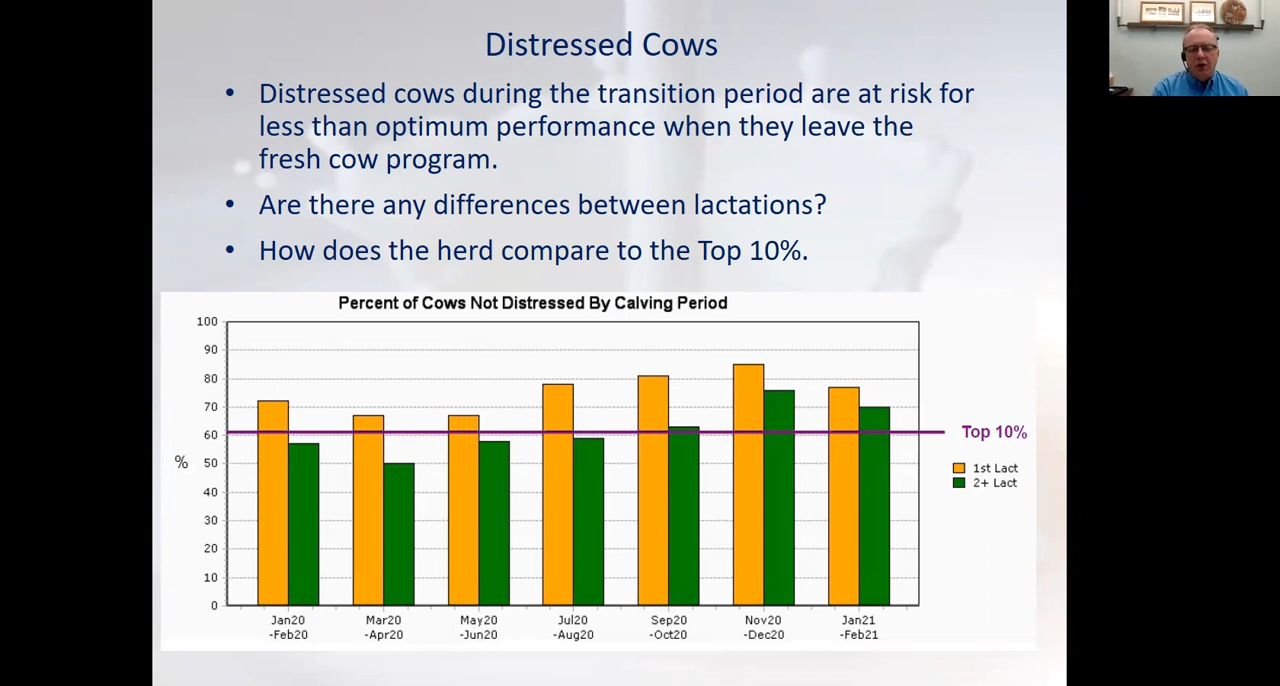 Distressed Cows
• Distressed cows during the transition period are at risk for
less than optimum performance when they leave the
fresh cow program.
• Are there any differences between lactations?
• How does the herd compare to the Top 10%.
Percent of Cows Not Distressed By Calving Period
100
90
80
70
60
50
40
30
20
10
0
%
Top 10%
1st Lact
2+ Lact
Jan20 Mar20 May20 Jul20 Sep20 Nov20 Jan21
-Feb20 -Apr20 -Jun20 -Aug20 -Oct20 -Dec20 -Feb21